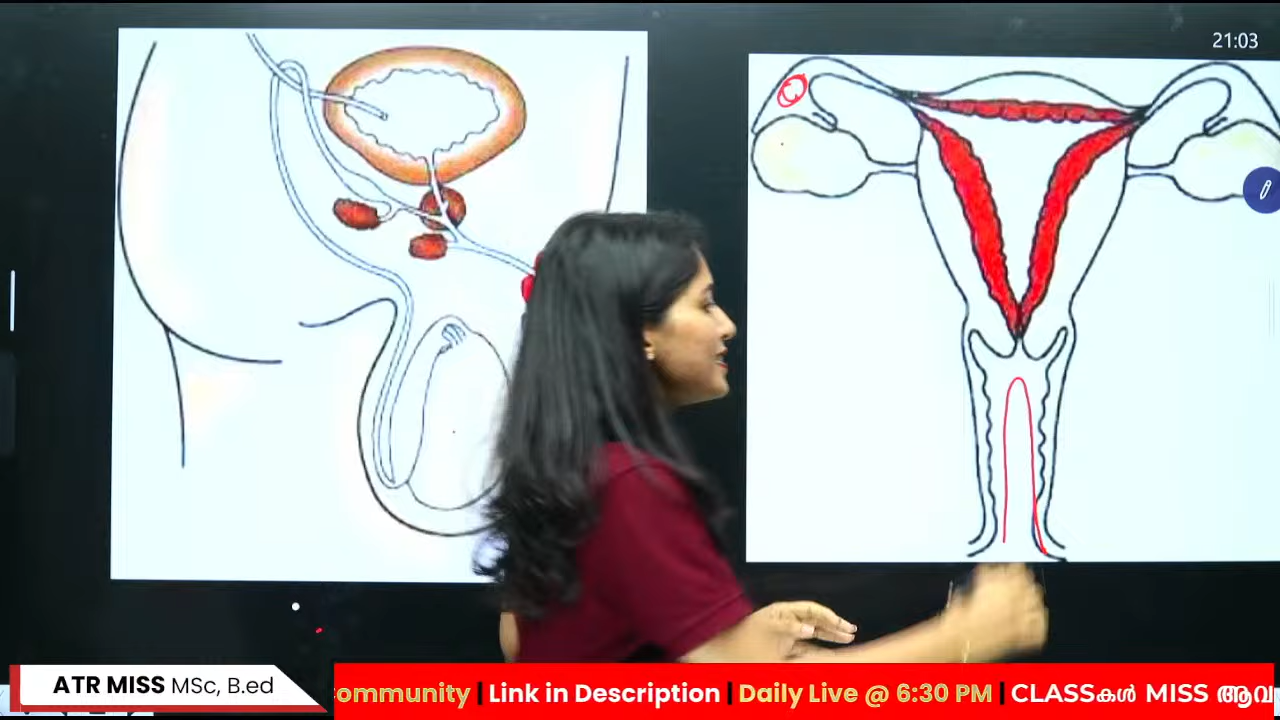 21:03
ATR MISS MSc, B.ed
ommunity | Link in Description | Daily Live @ 6:30 PM | CLASSകൾ MISS ആവ